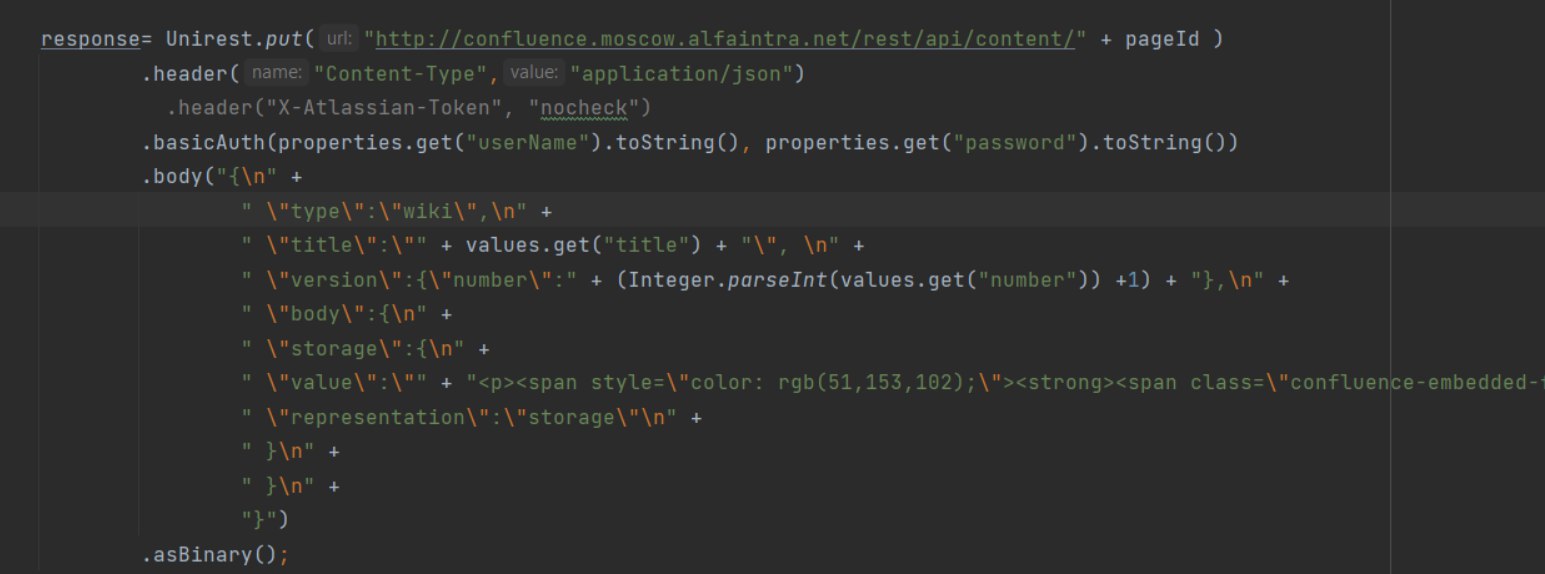 response= Unirest.put( url: "http://confluence.moscow.alfaintra.net/rest/api/content/" + pageId )
.header( name: "Content-Type", value: "application/json")
.header("X-Atlassian-Token", "nocheck")
.basicAuth(properties.get("userName").toString(), properties.get("password").toString())
.body("{\n" +
" \"type\":\"wiki\",\n" +
" \"title\":\"" + values.get("title") + "\", \n" +
" \"version\":{\"number\":" + (Integer.parseInt(values.get("number")) +1) + "},\n" +
" \"body\":{\n" +
" \"storage\":{\n" +
" \"value\":\"" + "<p><span style=\"color: rgb(51,153,102);\"><strong><span class=\"confluence-embedded-
" \"representation\":\"storage\"\n" +
" }\n" +
" }\n" +
"}")
.asBinary();